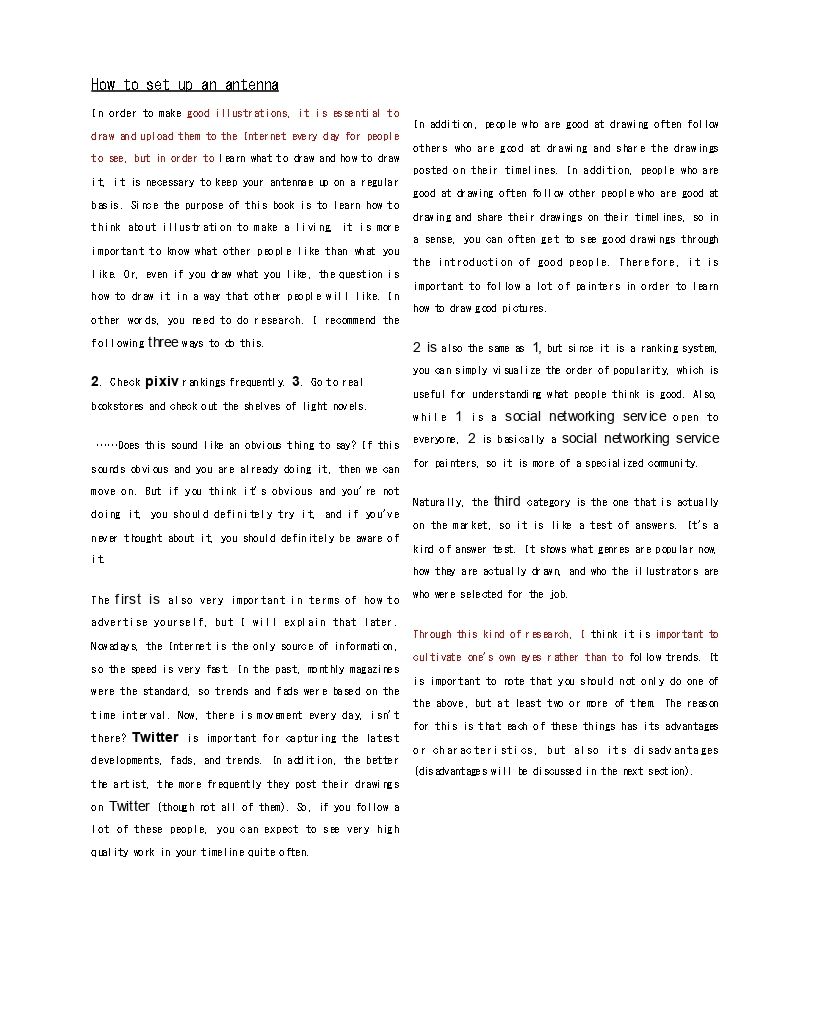 How to set up an antenna
In order to make good illustrations, it is essential to
draw and upload them to the Internet every day for people
to see, but in order to learn what to draw and how to draw
it, it is necessary to keep your antennae up on a regular
basis. Since the purpose of this book is to learn how to
think about illustration to make a living, it is more
important to know what other people like than what you
like. Or, even if you draw what you like, the question is
how to draw it in a way that other people will like. In
other words, you need to do research. I recommend the
following three ways to do this.
2. Check pixiv rankings frequently. 3. Go to real
bookstores and check out the shelves of light novels.
……Does this sound like an obvious thing to say? If this
sounds obvious and you are already doing it, then we can
move on. But if you think it's obvious and you're not
doing it, you should definitely try it, and if you've
never thought about it, you should definitely be aware of
it.
The first is also very important in terms of how to
advertise yourself, but I will explain that later.
Nowadays, the Internet is the only source of information,
so the speed is very fast. In the past, monthly magazines
were the standard, so trends and fads were based on the
time interval. Now, there is movement every day, isn't
there? Twitter is important for capturing the latest
developments, fads, and trends. In addition, the better
the artist, the more frequently they post their drawings
on Twitter (though not all of them). So, if you follow a
lot of these people, you can expect to see very high
quality work in your timeline quite often.
In addition, people who are good at drawing often follow
others who are good at drawing and share the drawings
posted on their timelines. In addition, people who are
good at drawing often follow other people who are good at
drawing and share their drawings on their timelines, so in
a sense, you can often get to see good drawings through
the introduction of good people. Therefore, it is
important to follow a lot of painters in order to learn
how to draw good pictures.
2 is also the same as 1, but since it is a ranking system,
you can simply visualize the order of popularity, which is
useful for understanding what people think is good. Also,
while 1 is a social networking service open to
everyone, 2 is basically a social networking service
for painters, so it is more of a specialized community.
Naturally, the third category is the one that is actually
on the market, so it is like a test of answers. It's a
kind of answer test. It shows what genres are popular now,
how they are actually drawn, and who the illustrators are
who were selected for the job.
Through this kind of research, I think it is important to
cultivate one's own eyes rather than to follow trends. It
is important to note that you should not only do one of
the above, but at least two or more of them. The reason
for this is that each of these things has its advantages
or characteristics, but also its disadvantages
(disadvantages will be discussed in the next section).